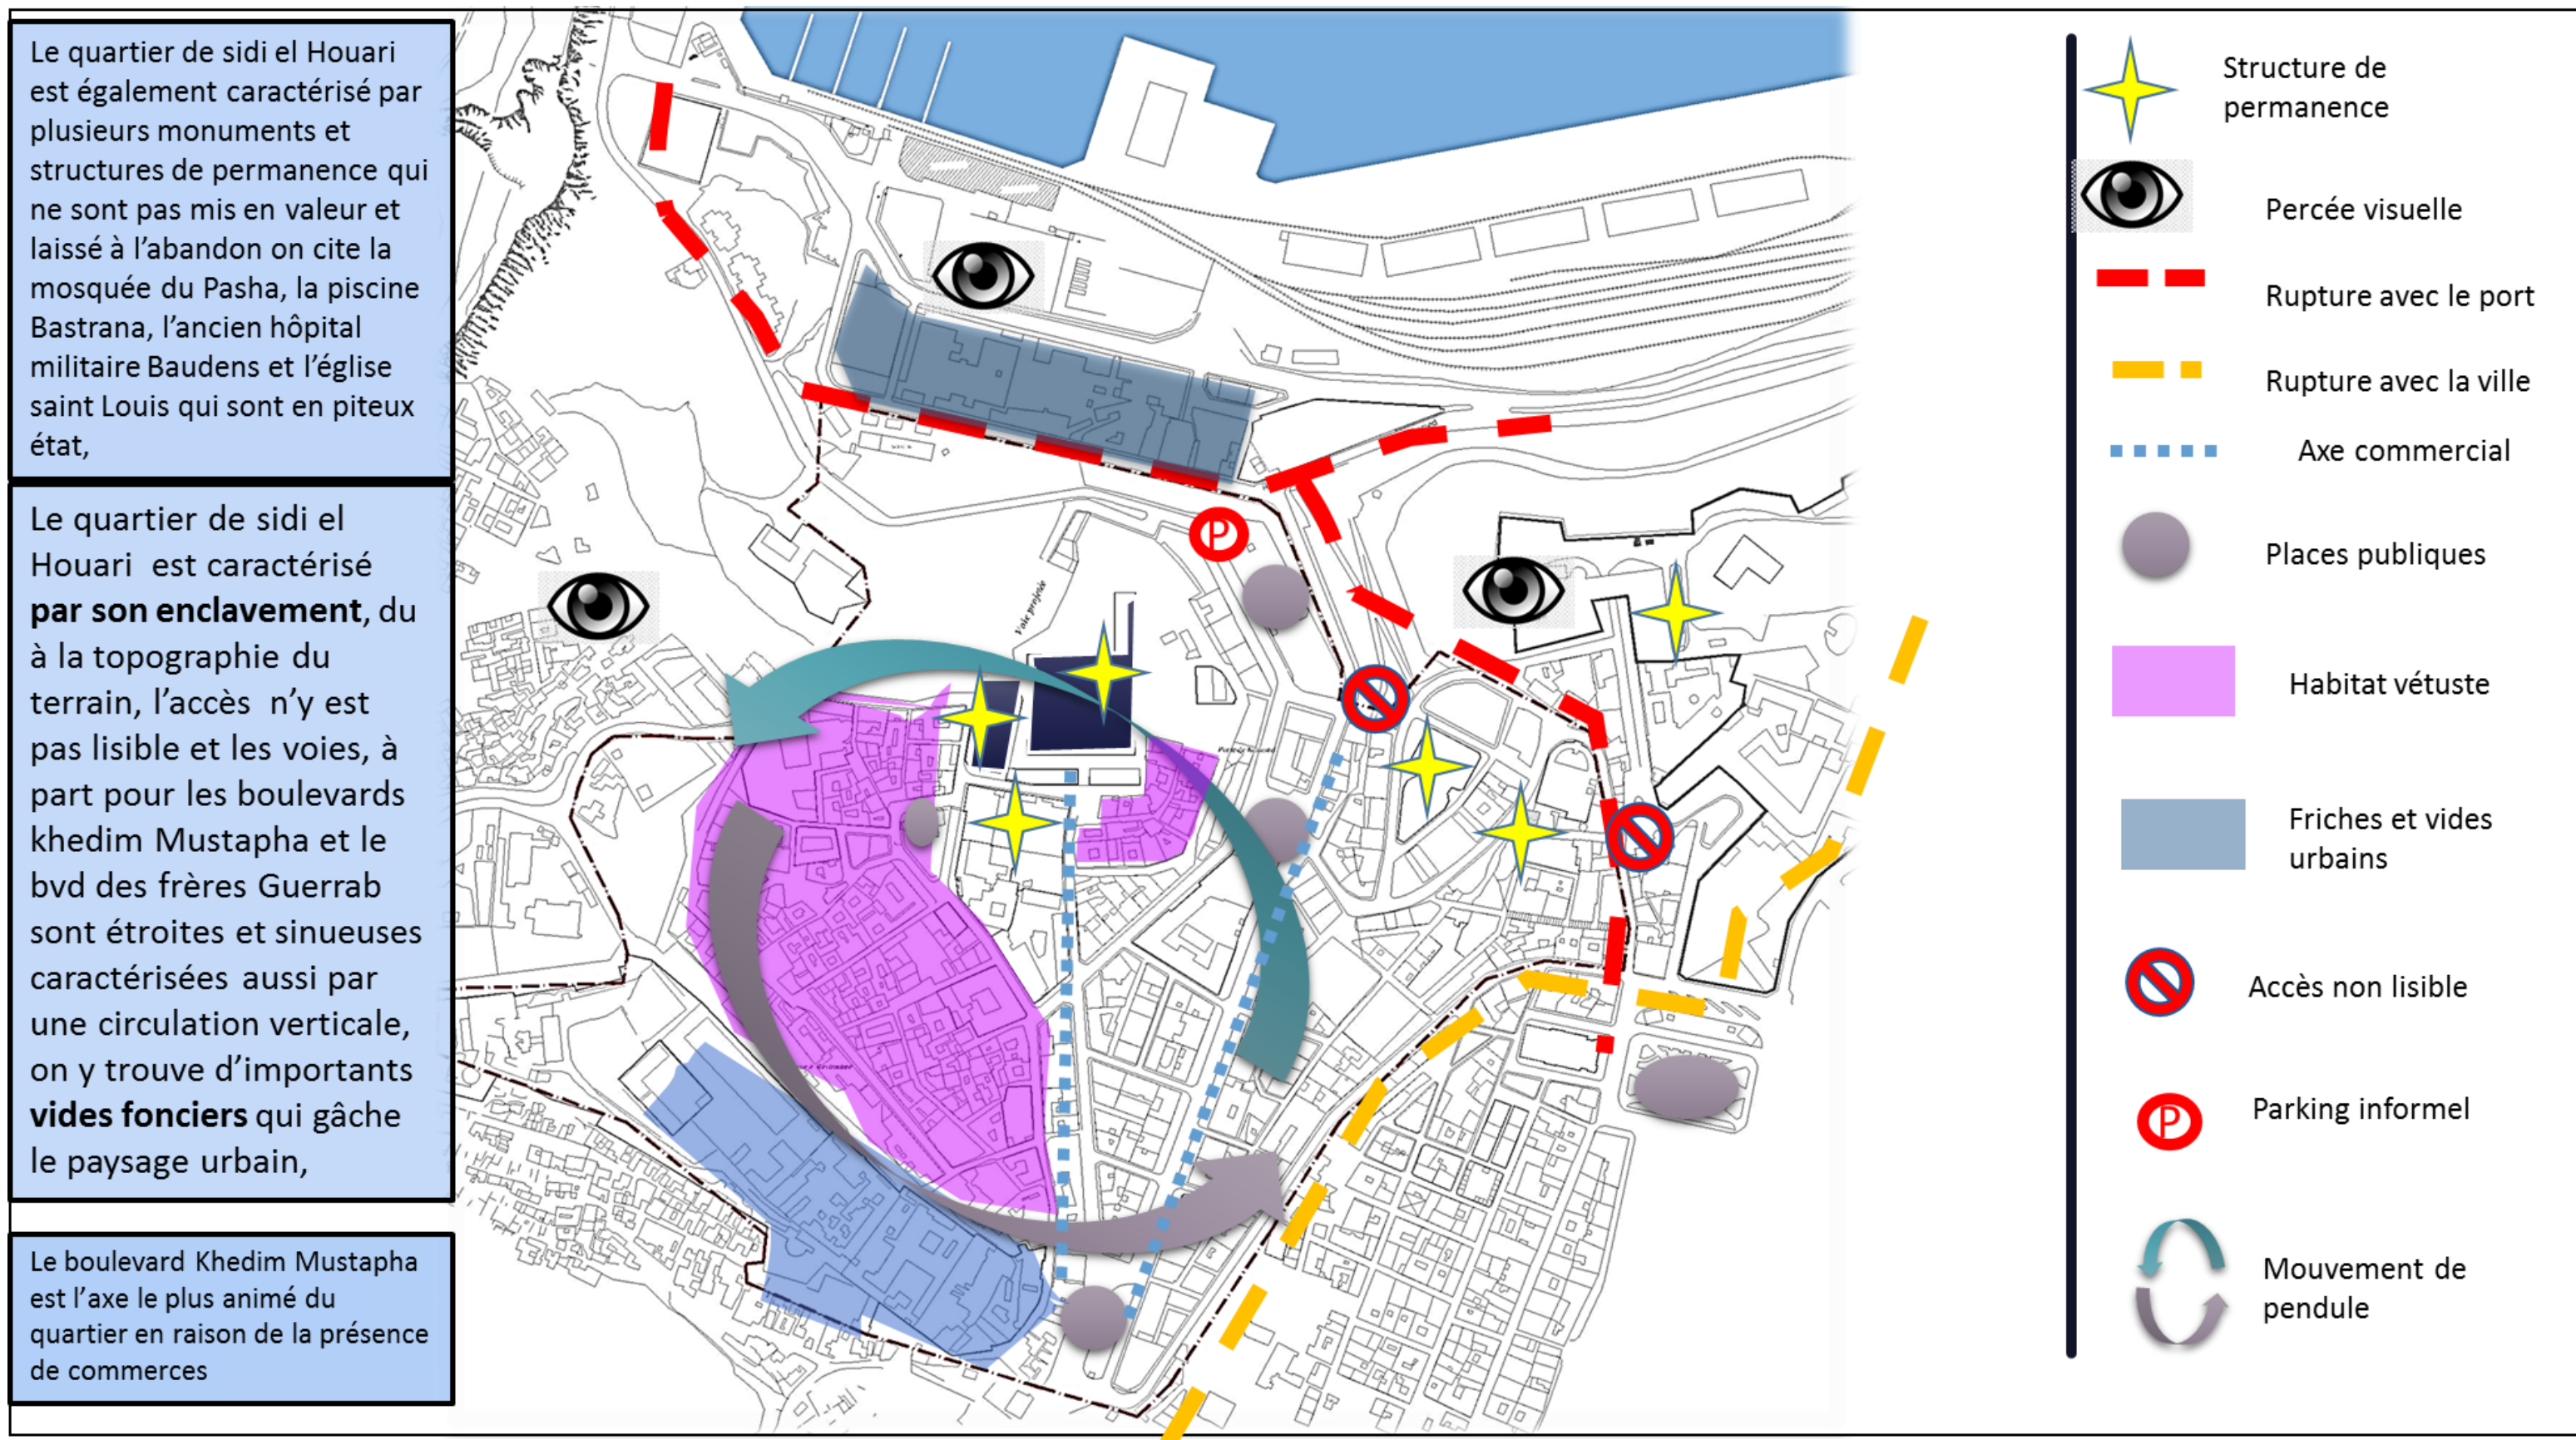 Le quartier de sidi el Houari
est également caractérisé par
plusieurs monuments et
structures de permanence qui
ne sont pas mis en valeur et
laissé à l'abandon on cite la
mosquée du Pasha, la piscine
Bastrana, l'ancien hôpital
militaire Baudens et l'église
saint Louis qui sont en piteux
état,
Le quartier de sidi el
Houari est caractérisé
par son enclavement, du
à la topographie du
terrain, l'accès n'y est
pas lisible et les voies, à
part pour les boulevards
khedim Mustapha et le
bvd des frères Guerrab
sont étroites et sinueuses
caractérisées aussi par
une circulation verticale,
on y trouve d'importants
vides fonciers qui gâche
le paysage urbain,
Le boulevard Khedim Mustapha
est l'axe le plus animé du
quartier en raison de la présence
de commerces
Voie projetée
P
Structure de
permanence
Percée visuelle
Rupture avec le port
Rupture avec la ville
Axe commercial
Places publiques
Habitat vétuste
Friches et vides
urbains
Accès non lisible
P
Parking informel
Mouvement de
pendule